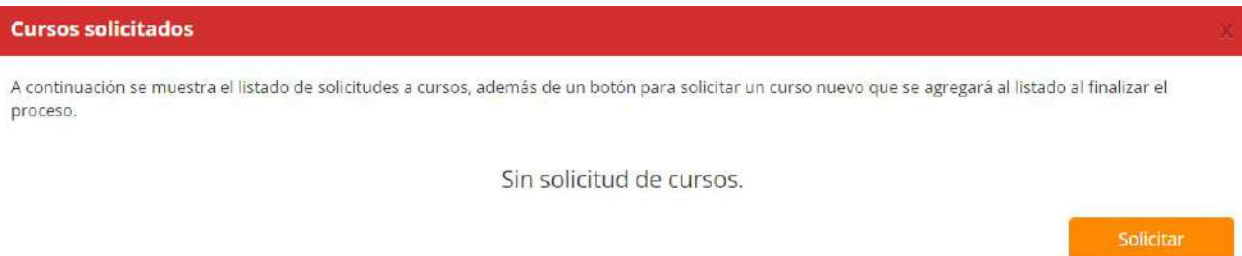 Cursos solicitados
X
A continuación se muestra el listado de solicitudes a cursos, además de un botón para solicitar un curso nuevo que se agregará al listado al finalizar el
proceso.
Sin solicitud de cursos.
Solicitar